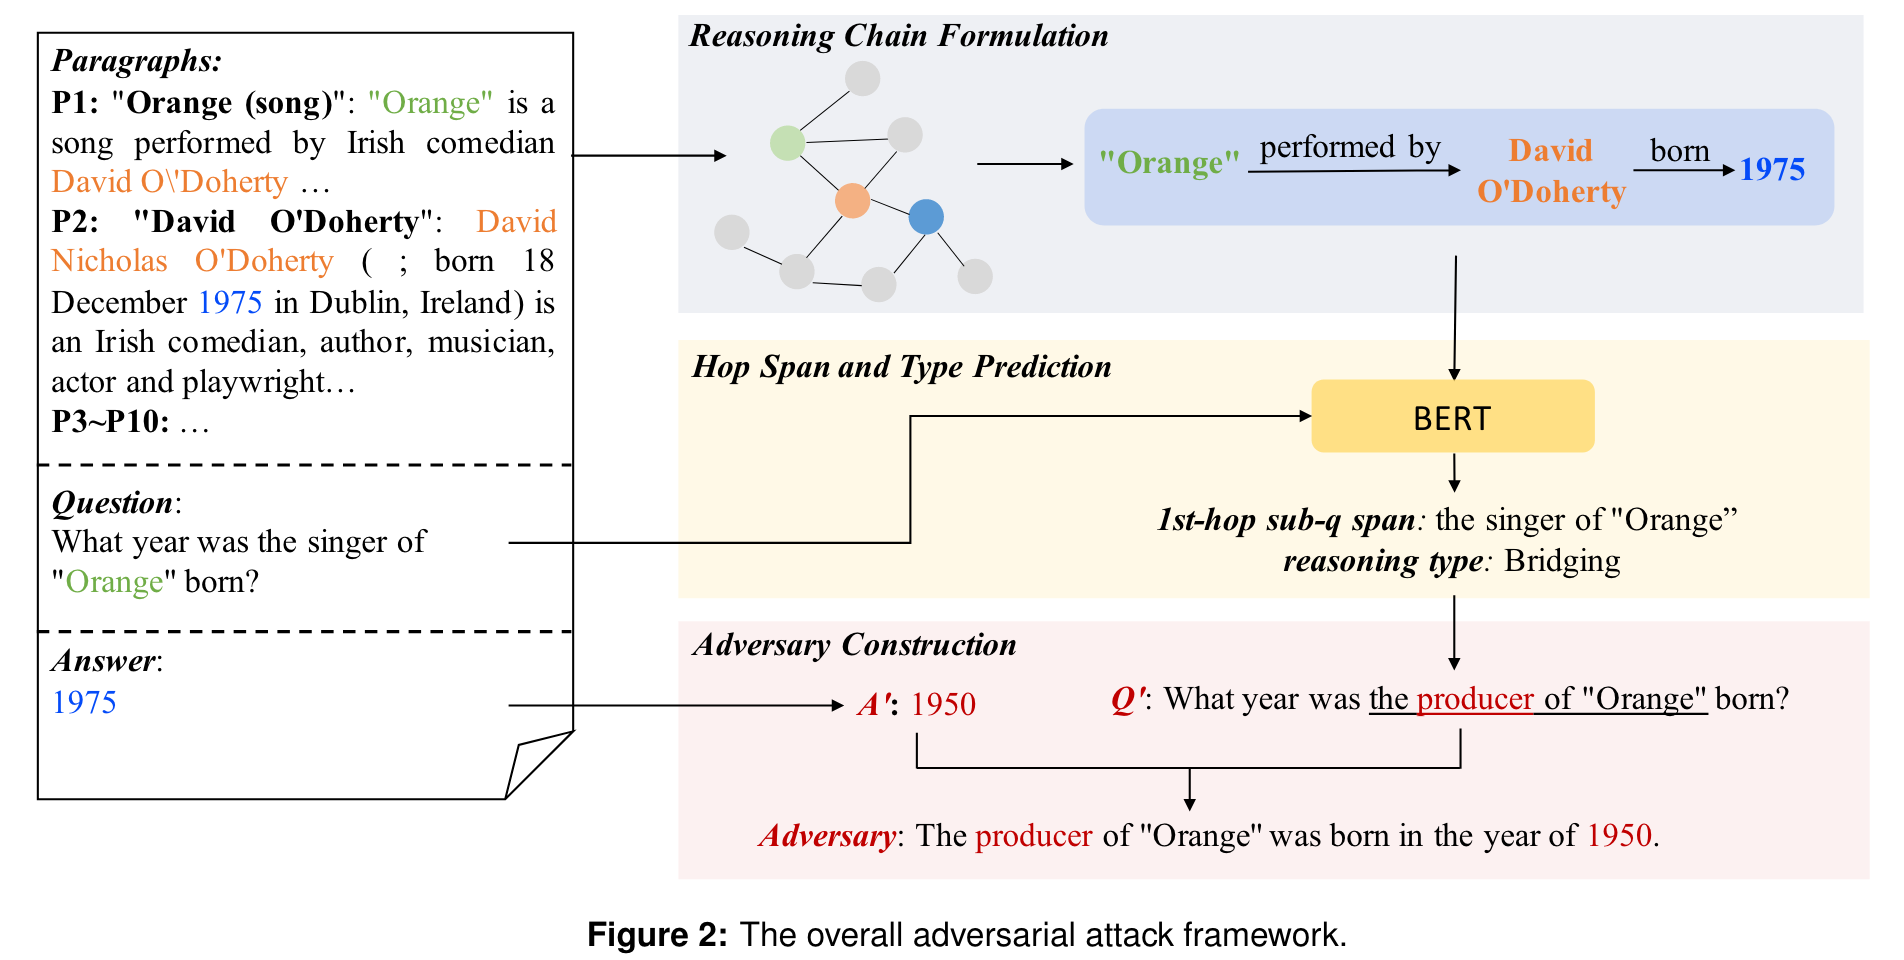 Paragraphs:
P1: "Orange (song)": "Orange" is a
song performed by Irish comedian
David O\'Doherty …
P2: "David O'Doherty": David
Nicholas O'Doherty ( ; born 18
December 1975 in Dublin, Ireland) is
an Irish comedian, author, musician,
actor and playwright…
P3~P10: …
Question:
What year was the singer of
"Orange" born?
Answer:
1975
Reasoning Chain Formulation
"Orange"
performed by
David
O'Doherty
born
1975
Hop Span and Type Prediction
BERT
1st-hop sub-q span: the singer of "Orange”
reasoning type: Bridging
Adversary Construction
A': 1950
Q': What year was the producer of "Orange" born?
Adversary: The producer of "Orange" was born in the year of 1950.
Figure 2: The overall adversarial attack framework.